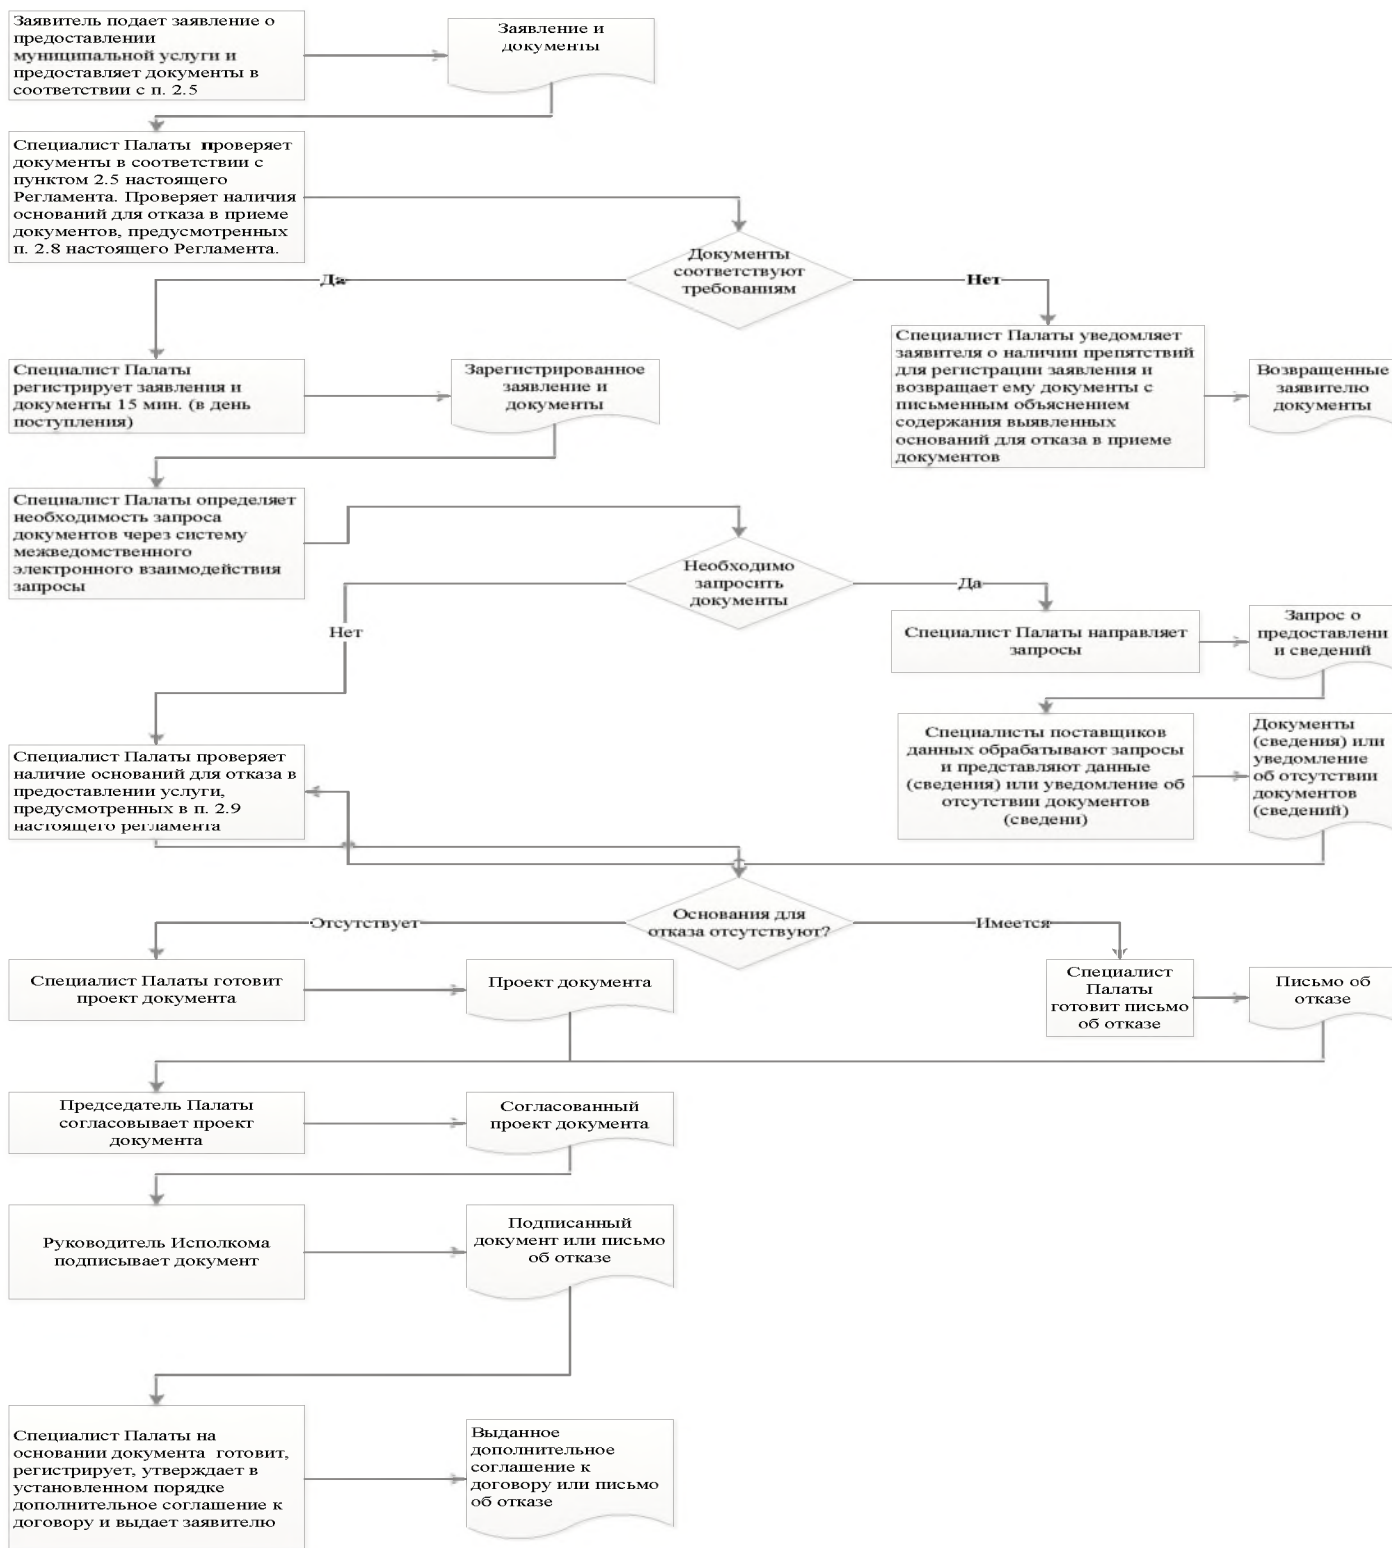 Заявитель подает заявление о
предоставлении
муниципальной услуги и
предоставляет документы в
соответствии с п. 2.5
Заявление и
документы
Специалист Палаты проверяет
документы в соответствии с
пунктом 2.5 настоящего
Регламента. Проверяет наличия
оснований для отказа в приеме
документов, предусмотренных
п. 2.8 настоящего Регламента.
Документы
соответствуют
требованиям
Да
Нет
Специалист Палаты
регистрирует заявления и
документы 15 мин. (в день
поступления)
Зарегистрированное
заявление и
документы
Специалист Палаты уведомляет
заявителя о наличии препятствий
для регистрации заявления и
возвращает ему документы с
письменным объяснением
содержания выявленных
оснований для отказа в приеме
документов
Возвращенные
заявителю
документы
Специалист Палаты определяет
необходимость запроса
документов через систему
межведомственного
электронного взаимодействия
запросы
Необходимо
запросить
документы
Да
Нет
Специалист Палаты направляет
запросы
Запрос о
предоставлени
и сведений
Специалисты поставщиков
данных обрабатывают запросы
и представляют данные
(сведения) или уведомление об
отсутствии документов
(сведени)
Документы
(сведения) или
уведомление
об отсутствии
документов
(сведений)
Специалист Палаты проверяет
наличие оснований для отказа в
предоставлении услуги,
предусмотренных в п. 2.9
настоящего регламента
Основания для
отказа отсутствуют?
Отсутствует
Имеется
Специалист Палаты готовит
проект документа
Проект документа
Специалист
Палаты
готовит письмо
об отказе
Письмо об
отказе
Председатель Палаты
согласовывает проект
документа
Согласованный
проект документа
Руководитель Исполкома
подписывает документ
Подписанный
документ или письмо
об отказе
Специалист Палаты на
основании документа готовит,
регистрирует, утверждает в
установленном порядке
дополнительное соглашение к
договору и выдает заявителю
Выданное
дополнительное
соглашение к
договору или письмо
об отказе